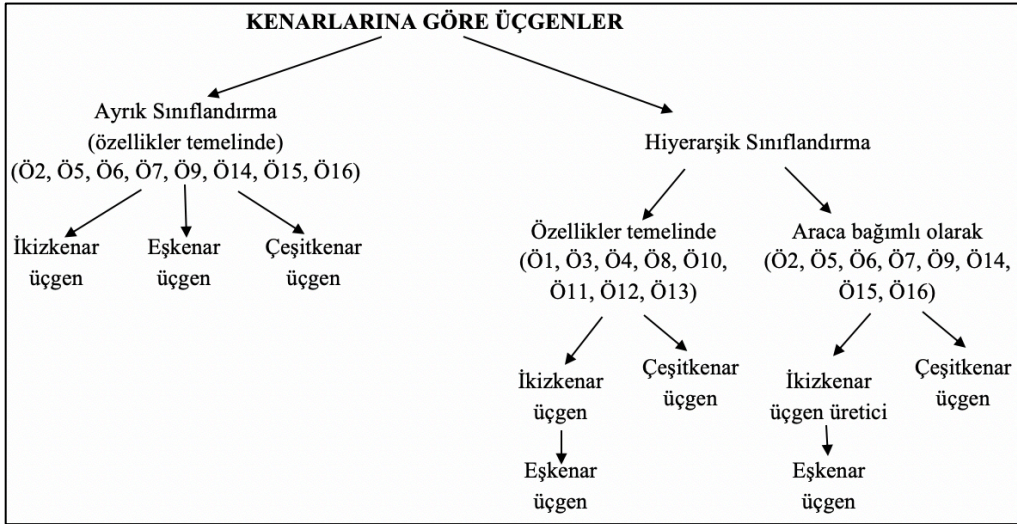 KENARLARINA GÖRE ÜÇGENLER
Ayrık Sınıflandırma
(özellikler temelinde)
(Ö2, Ö5, Ö6, Ö7, Ö9, Ö14, Ö15, Ö16)
İkizkenar
üçgen
Eşkenar
üçgen
Çeşitkenar
üçgen
Hiyerarşik Sınıflandırma
Özellikler temelinde
(Ö1, Ö3, Ö4, Ö8, Ö10,
Ö11, Ö12, Ö13)
İkizkenar
üçgen
Çeşitkenar
üçgen
Eşkenar
üçgen
Araca bağımlı olarak
(Ö2, Ö5, Ö6, Ö7, Ö9, Ö14,
Ö15, Ö16)
İkizkenar
üçgen üretici
Çeşitkenar
üçgen
Eşkenar
üçgen